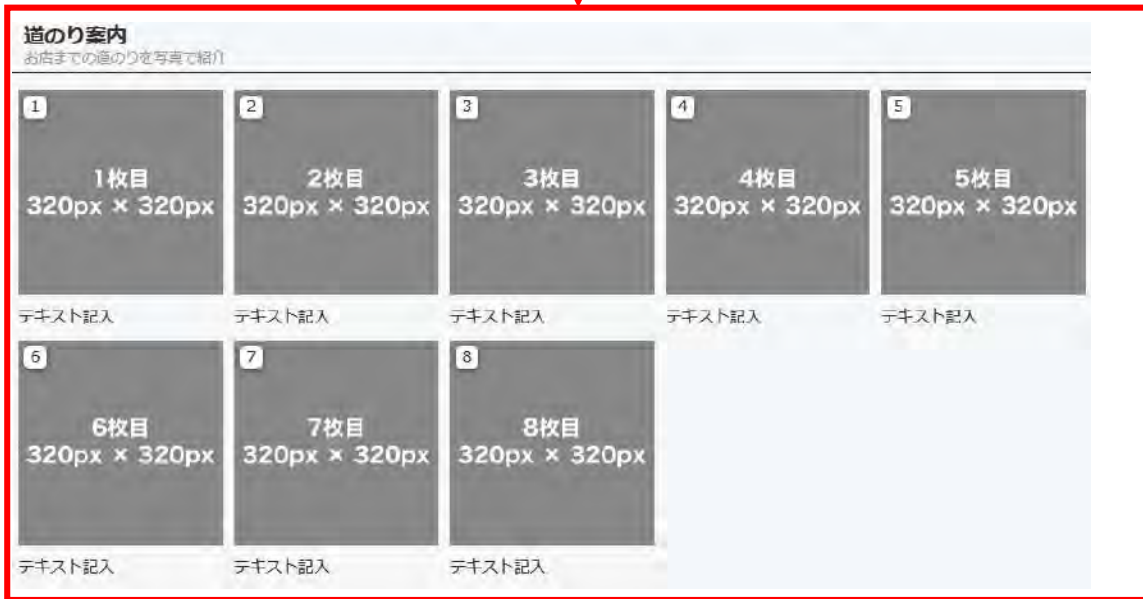 道のり案内
お店までの道のりを写真で紹介
1 2 3 4 5
1枚目 2枚目 3枚目 4枚目 5枚目
320px × 320px 320px × 320px 320px × 320px 320px × 320px 320px × 320px
テキスト記入 テキスト記入 テキスト記入 テキスト記入 テキスト記入
6 7 8
6枚目 7枚目 8枚目
320px × 320px 320px × 320px 320px × 320px
テキスト記入 テキスト記入 テキスト記入